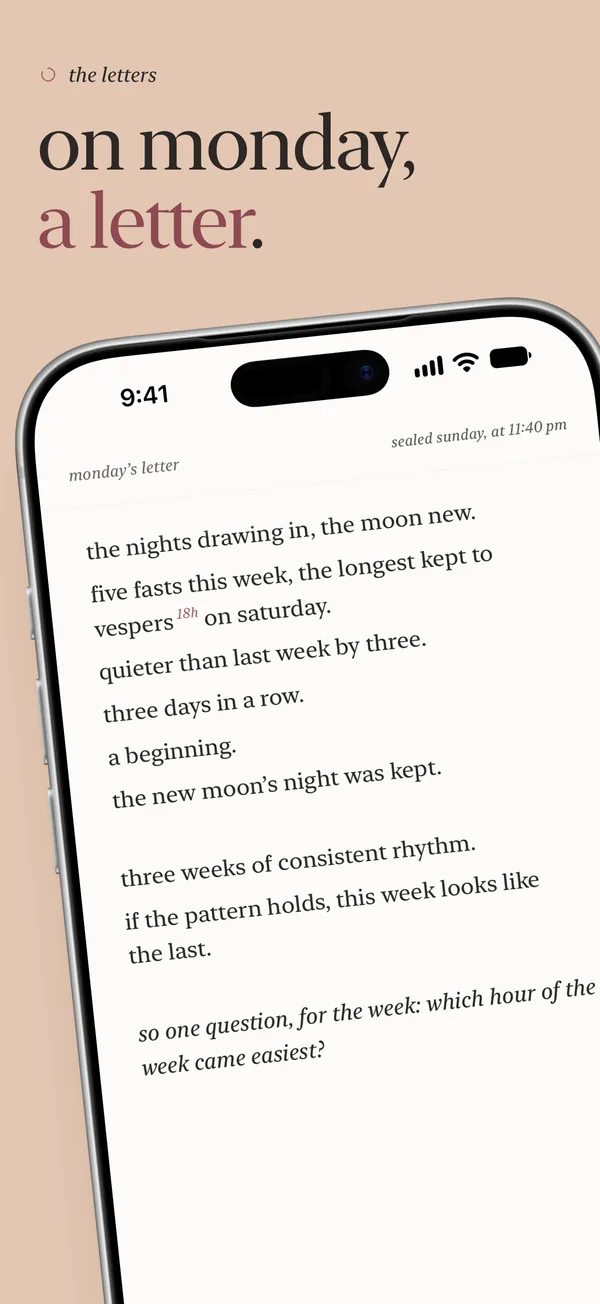 the letters
on monday,
a letter.
9:41
monday’s letter
sealed sunday, at 11:40 pm
the nights drawing in, the moon new.
five fasts this week, the longest kept to
vespers 18h on saturday.
quieter than last week by three.
three days in a row.
a beginning.
the new moon’s night was kept.
three weeks of consistent rhythm.
if the pattern holds, this week looks like
the last.
so one question, for the week: which hour of the
week came easiest?